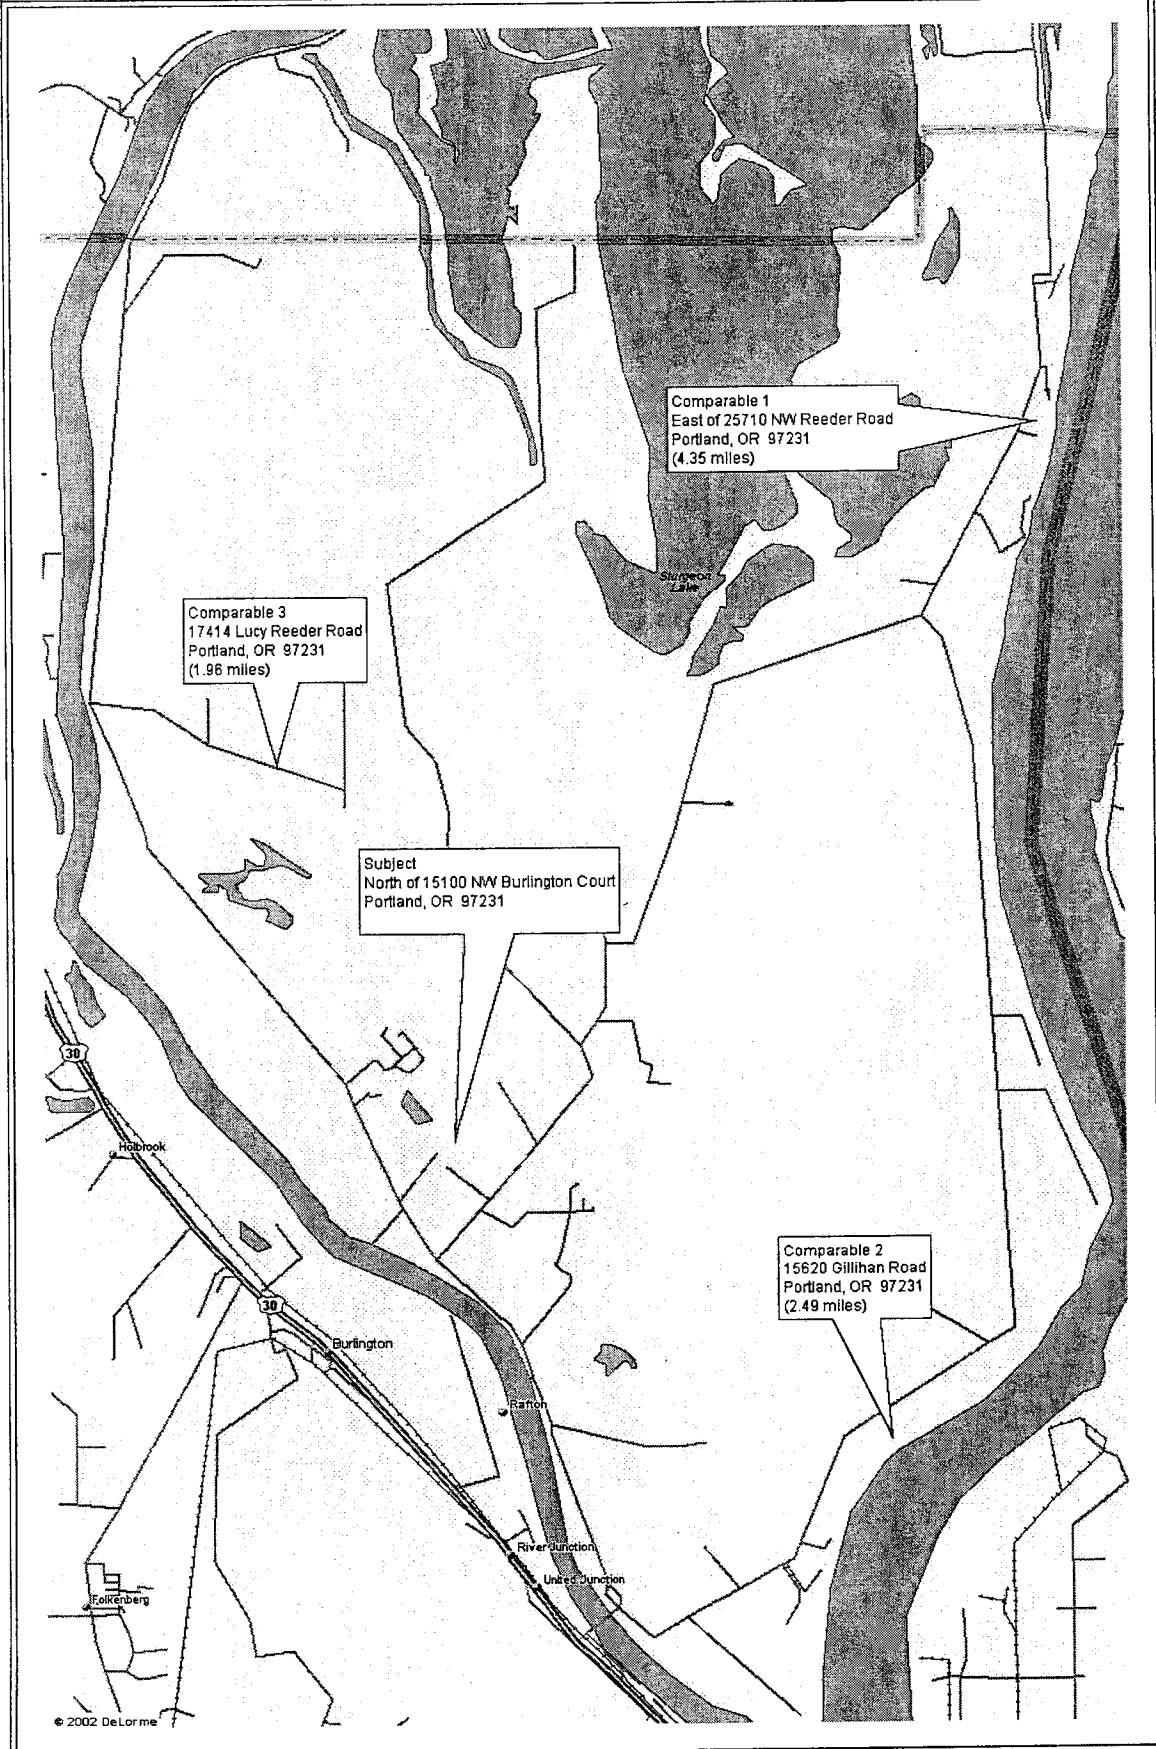 Comparable 1
East of 25710 NW Reeder Road
Portland, OR 97231
(4.35 miles)
Sturgeon
Lake
Comparable 3
17414 Lucy Reeder Road
Portland, OR 97231
(1.96 miles)
Subject
North of 15100 NW Burlington Court
Portland, OR 97231
30
Holbrook
Comparable 2
15620 Gillihan Road
Portland, OR 97231
(2.49 miles)
30
Burlington
Rafton
River Junction
United Junction
Folkenberg
© 2002 DeLorme